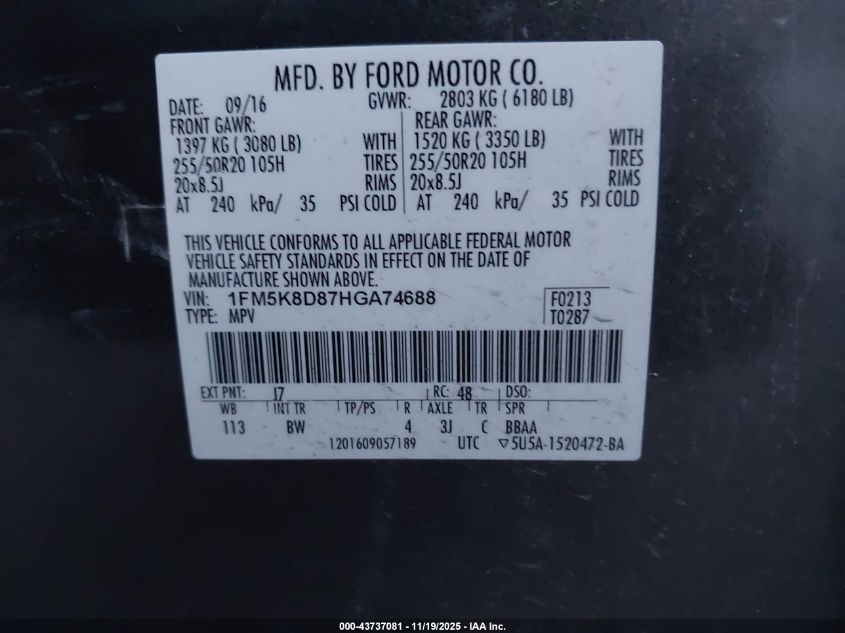 MFD. BY FORD MOTOR CO.
DATE: 09/16 GVWR: 2803 KG ( 6180 LB)
FRONT GAWR: REAR GAWR:
1397 KG ( 3080 LB) WITH 1520 KG ( 3350 LB) WITH
255/50R20 105H TIRES 255/50R20 105H TIRES
20x8.5J RIMS 20x8.5J RIMS
AT 240 kPa/ 35 PSI COLD AT 240 kPa/ 35 PSI COLD
THIS VEHICLE CONFORMS TO ALL APPLICABLE FEDERAL MOTOR
VEHICLE SAFETY STANDARDS IN EFFECT ON THE DATE OF
MANUFACTURE SHOWN ABOVE.
VIN: 1FM5K8D87HGA74688 F0213
TYPE: MPV T0287
EXT PNT: J7 RC: 48 DSO:
WB INT TR TP/PS R AXLE TR SPR
113 BW 4 3J C BBAA
1201609057189 UTC ▽5U5A-1520472-BA
000-43737081 - 11/19/2025 - IAA Inc.